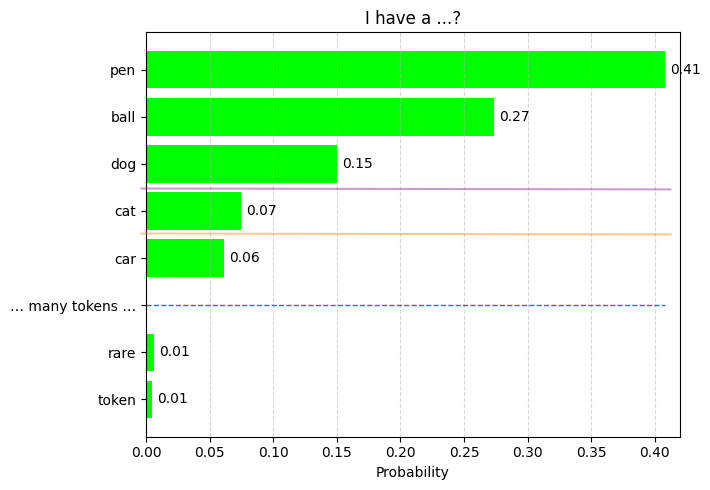 I have a ...?
pen 0.41
ball 0.27
dog 0.15
cat 0.07
car 0.06
... many tokens ...
rare 0.01
token 0.01
0.00 0.05 0.10 0.15 0.20 0.25 0.30 0.35 0.40
Probability